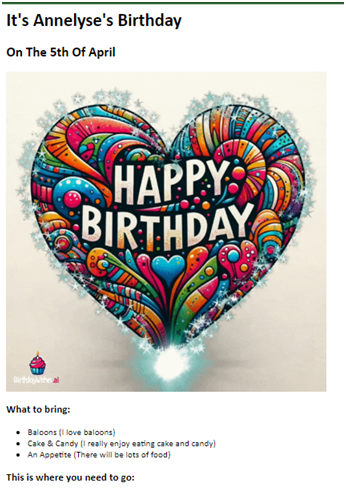 It's Annelyse's Birthday
On The 5th Of April
HAPPY
BIRTHDAY
BirthdayWishes.ai
What to bring:
Baloons (I love baloons)
Cake & Candy (I really enjoy eating cake and candy)
An Appetite (There will be lots of food)
This is where you need to go: